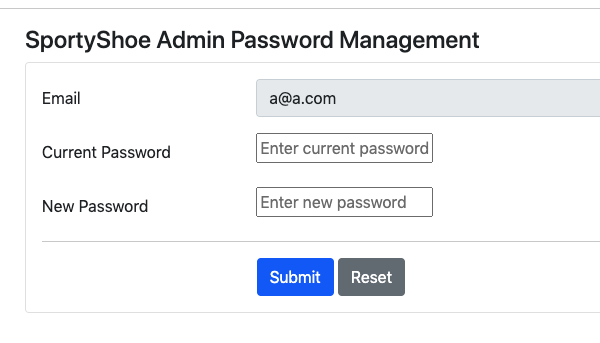 SportyShoe Admin Password Management
Email a@a.com
Current Password Enter current password
New Password Enter new password
Submit Reset